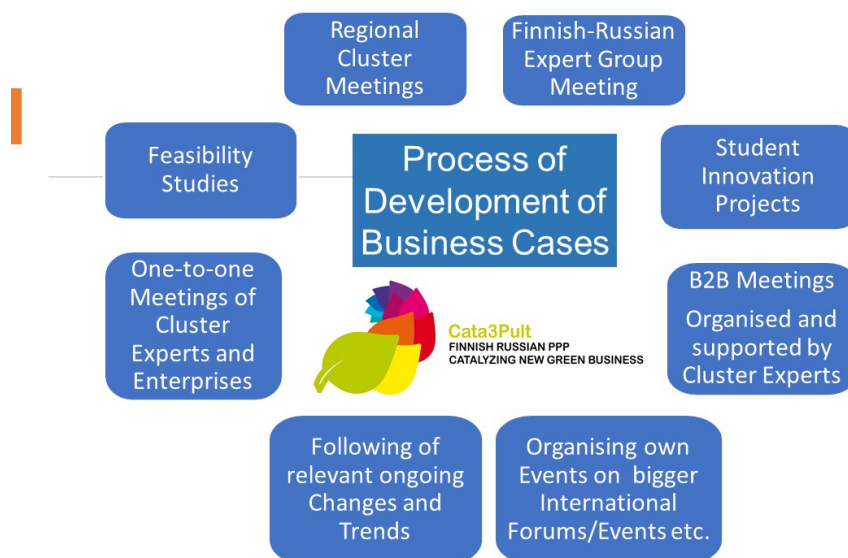 Regional
Cluster
Meetings
Finnish-Russian
Expert Group
Meeting
Feasibility
Studies
Process of
Development of
Business Cases
Student
Innovation
Projects
One-to-one
Meetings of
Cluster
Experts and
Enterprises
Cata3Pult
FINNISH RUSSIAN PPP
CATALYZING NEW GREEN BUSINESS
B2B Meetings
Organised and
supported by
Cluster Experts
Following of
relevant ongoing
Changes and
Trends
Organising own
Events on bigger
International
Forums/Events etc.